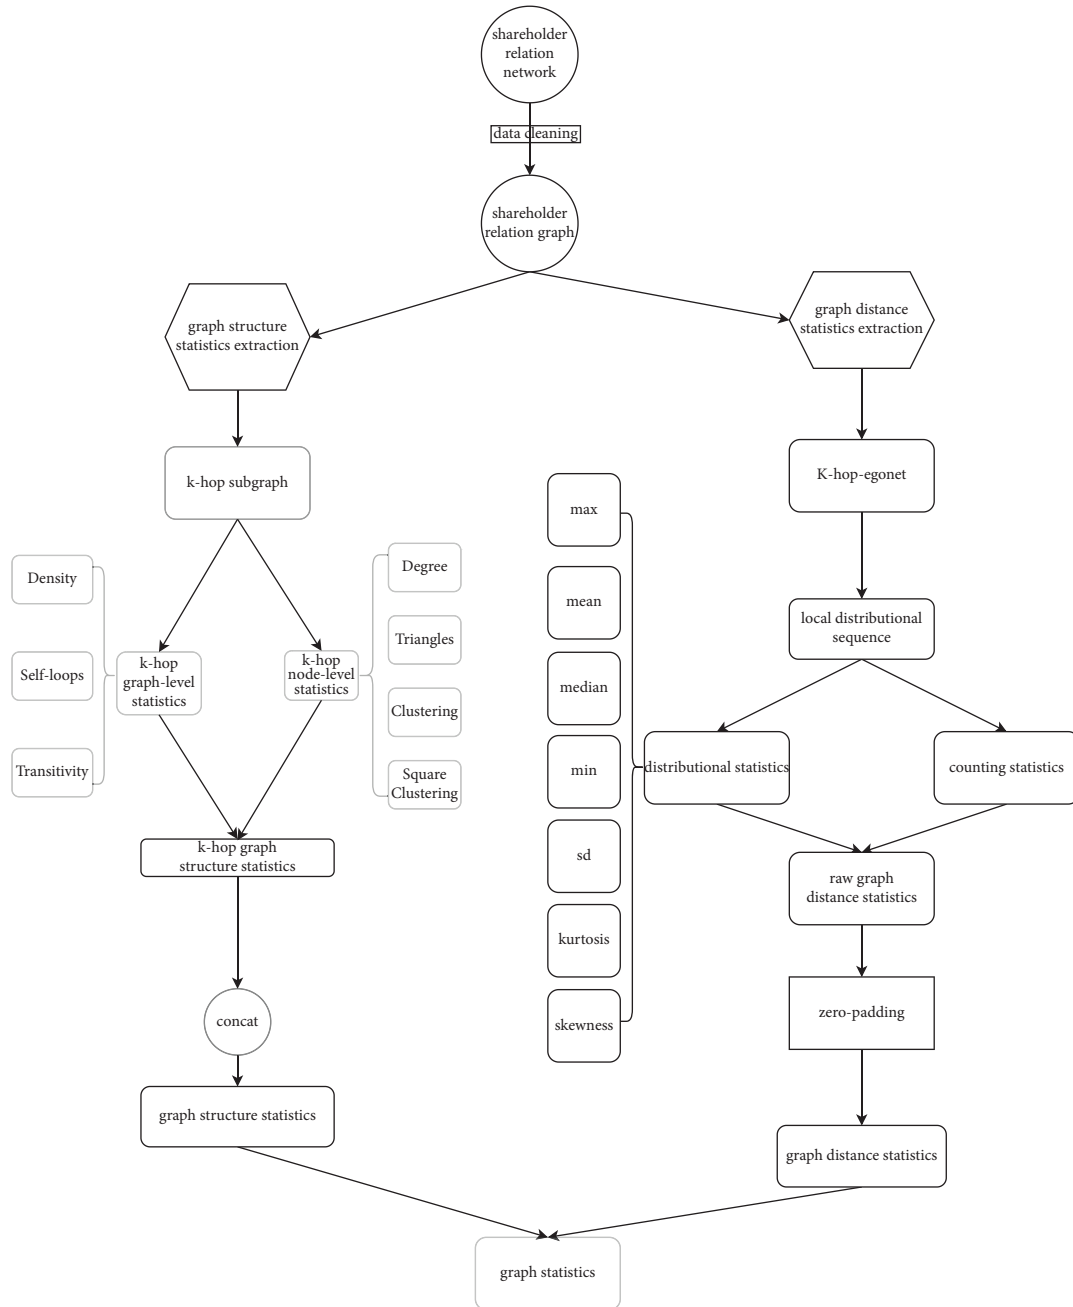 shareholder
relation
network
data cleaning
shareholder
relation graph
graph structure
statistics extraction
graph distance
statistics extraction
k-hop subgraph
K-hop-egonet
Density
Self-loops
Transitivity
k-hop
graph-level
statistics
k-hop
node-level
statistics
Degree
Triangles
Clustering
Square
Clustering
max
mean
median
min
sd
kurtosis
skewness
local distributional
sequence
distributional statistics
counting statistics
k-hop graph
structure statistics
raw graph
distance statistics
concat
zero-padding
graph structure statistics
graph distance statistics
graph statistics